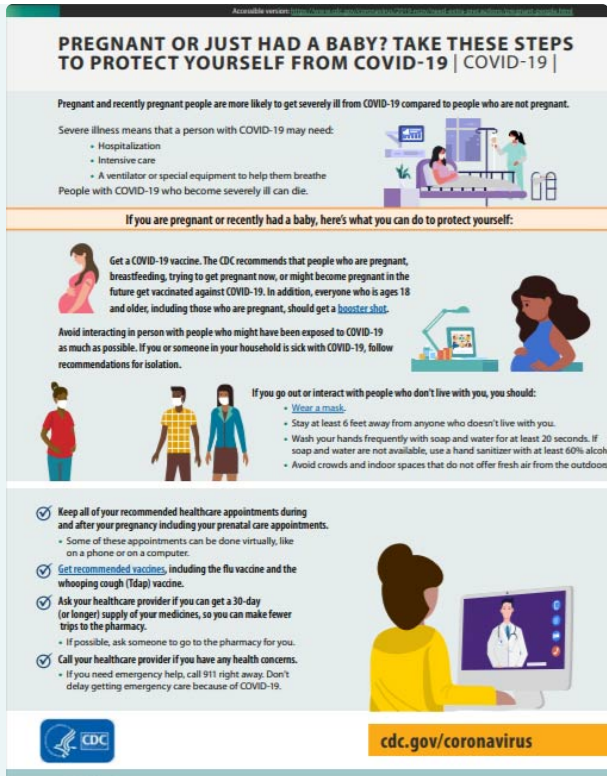 Accessible version: https://www.cdc.gov/coronavirus/2019-ncov/need-extra-precautions/pregnant-people.html
PREGNANT OR JUST HAD A BABY? TAKE THESE STEPS
TO PROTECT YOURSELF FROM COVID-19 | COVID-19 |
Pregnant and recently pregnant people are more likely to get severely ill from COVID-19 compared to people who are not pregnant.
Severe illness means that a person with COVID-19 may need:
• Hospitalization
• Intensive care
• A ventilator or special equipment to help them breathe
People with COVID-19 who become severely ill can die.
If you are pregnant or recently had a baby, here's what you can do to protect yourself:
Get a COVID-19 vaccine. The CDC recommends that people who are pregnant,
breastfeeding, trying to get pregnant now, or might become pregnant in the
future get vaccinated against COVID-19. In addition, everyone who is ages 18
and older, including those who are pregnant, should get a booster shot.
Avoid interacting in person with people who might have been exposed to COVID-19
as much as possible. If you or someone in your household is sick with COVID-19, follow
recommendations for isolation.
If you go out or interact with people who don't live with you, you should:
• Wear a mask.
• Stay at least 6 feet away from anyone who doesn't live with you.
• Wash your hands frequently with soap and water for at least 20 seconds. If
soap and water are not available, use a hand sanitizer with at least 60% alcoh
• Avoid crowds and indoor spaces that do not offer fresh air from the outdoor
Keep all of your recommended healthcare appointments during
and after your pregnancy including your prenatal care appointments.
• Some of these appointments can be done virtually, like
on a phone or on a computer.
Get recommended vaccines, including the flu vaccine and the
whooping cough (Tdap) vaccine.
Ask your healthcare provider if you can get a 30-day
(or longer) supply of your medicines, so you can make fewer
trips to the pharmacy.
• If possible, ask someone to go to the pharmacy for you.
Call your healthcare provider if you have any health concerns.
• If you need emergency help, call 911 right away. Don't
delay getting emergency care because of COVID-19.
CDC
cdc.gov/coronavirus